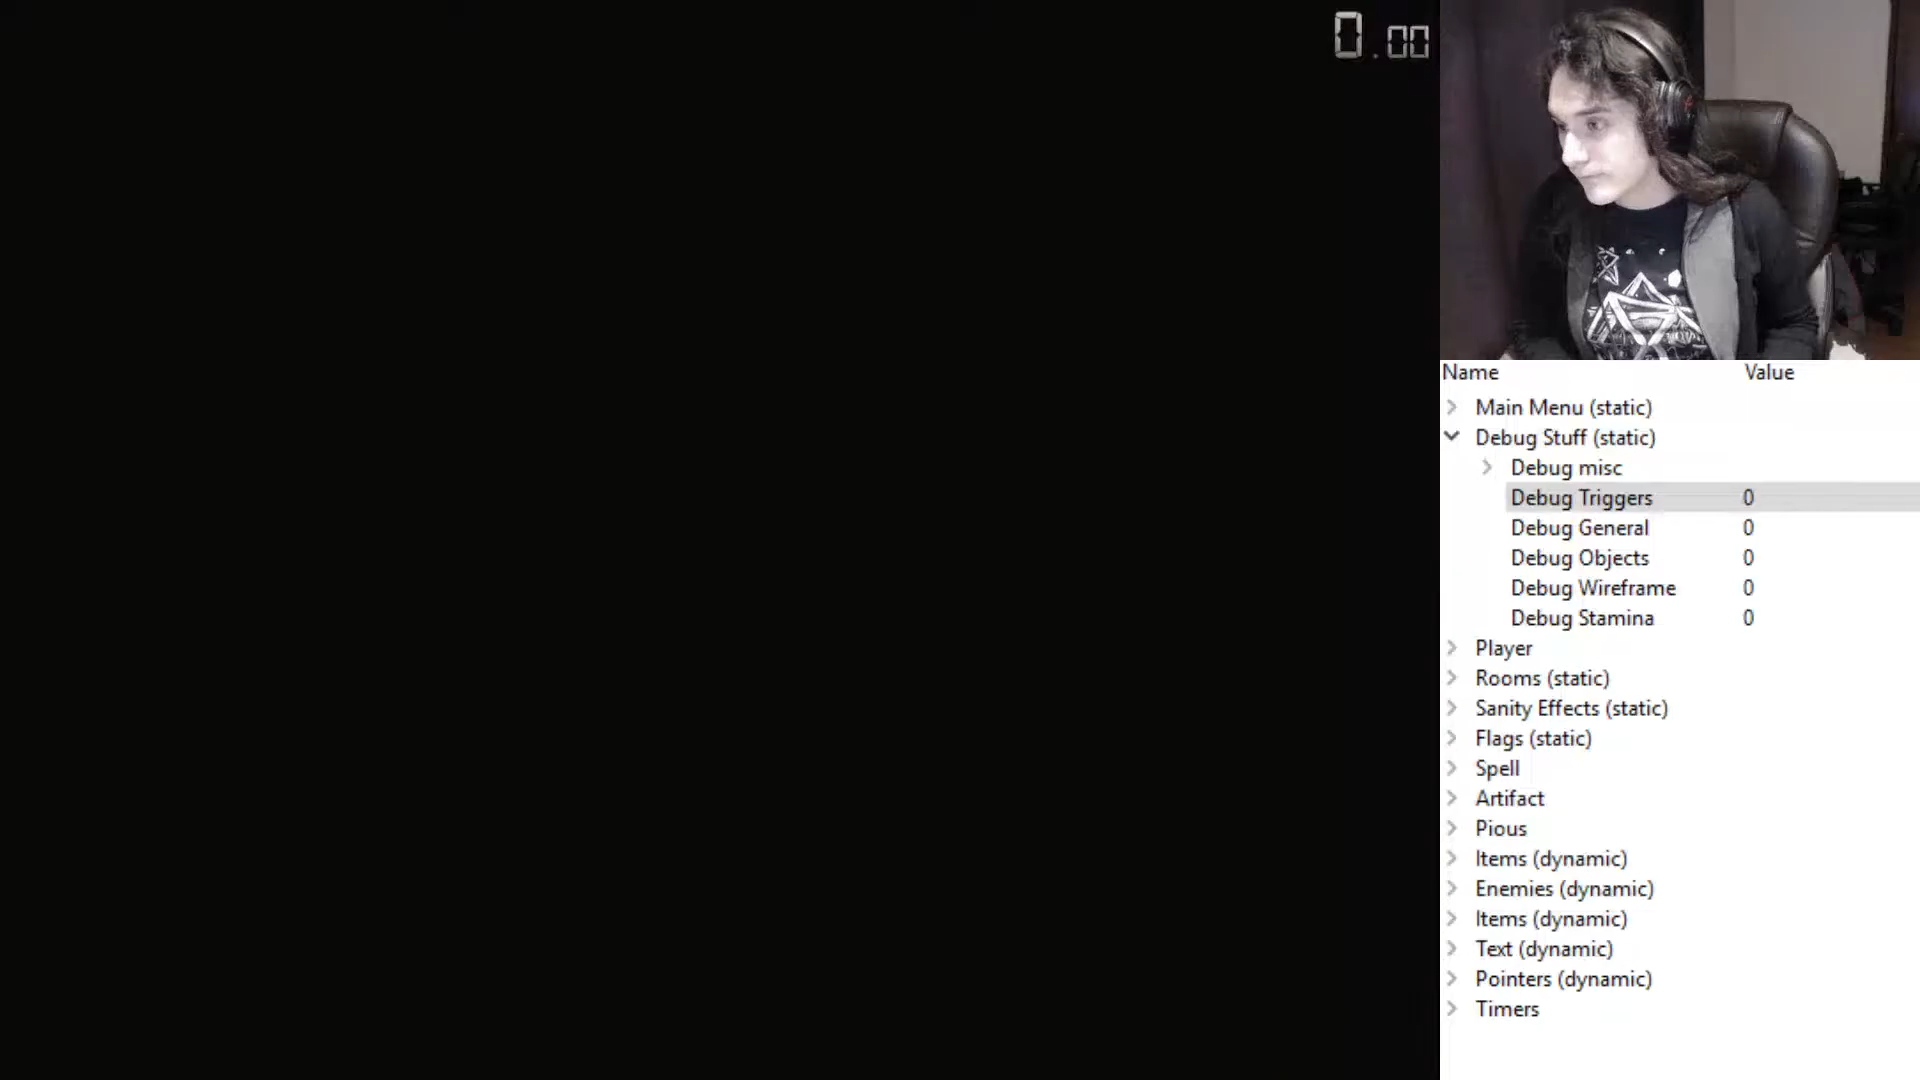 0.00
Name Value
Main Menu (static)
Debug Stuff (static)
Debug misc
Debug Triggers 0
Debug General 0
Debug Objects 0
Debug Wireframe 0
Debug Stamina 0
Player
Rooms (static)
Sanity Effects (static)
Flags (static)
Spell
Artifact
Pious
Items (dynamic)
Enemies (dynamic)
Items (dynamic)
Text (dynamic)
Pointers (dynamic)
Timers